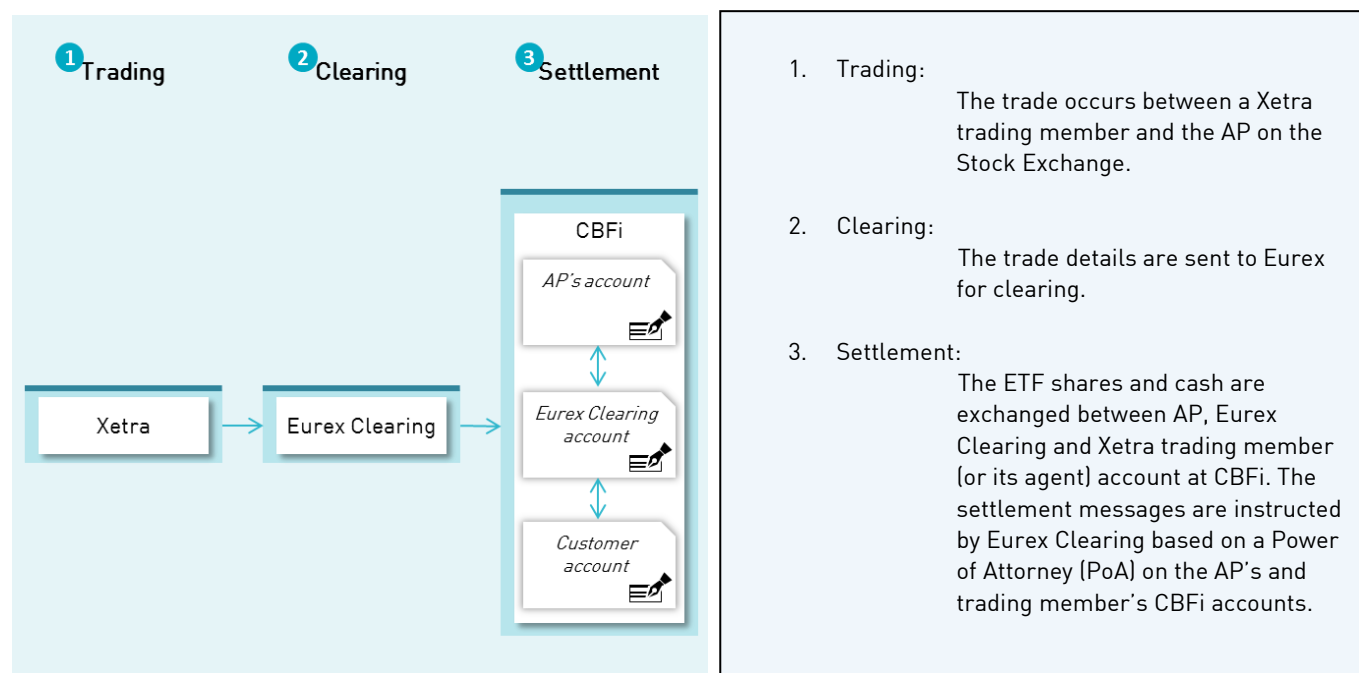 1 Trading
2 Clearing
3 Settlement
CBFi
AP's account
Xetra
Eurex Clearing
Eurex Clearing
account
Customer
account
1. Trading:
The trade occurs between a Xetra
trading member and the AP on the
Stock Exchange.
2. Clearing:
The trade details are sent to Eurex
for clearing.
3. Settlement:
The ETF shares and cash are
exchanged between AP, Eurex
Clearing and Xetra trading member
(or its agent) account at CBFi. The
settlement messages are instructed
by Eurex Clearing based on a Power
of Attorney (PoA) on the AP's and
trading member's CBFi accounts.